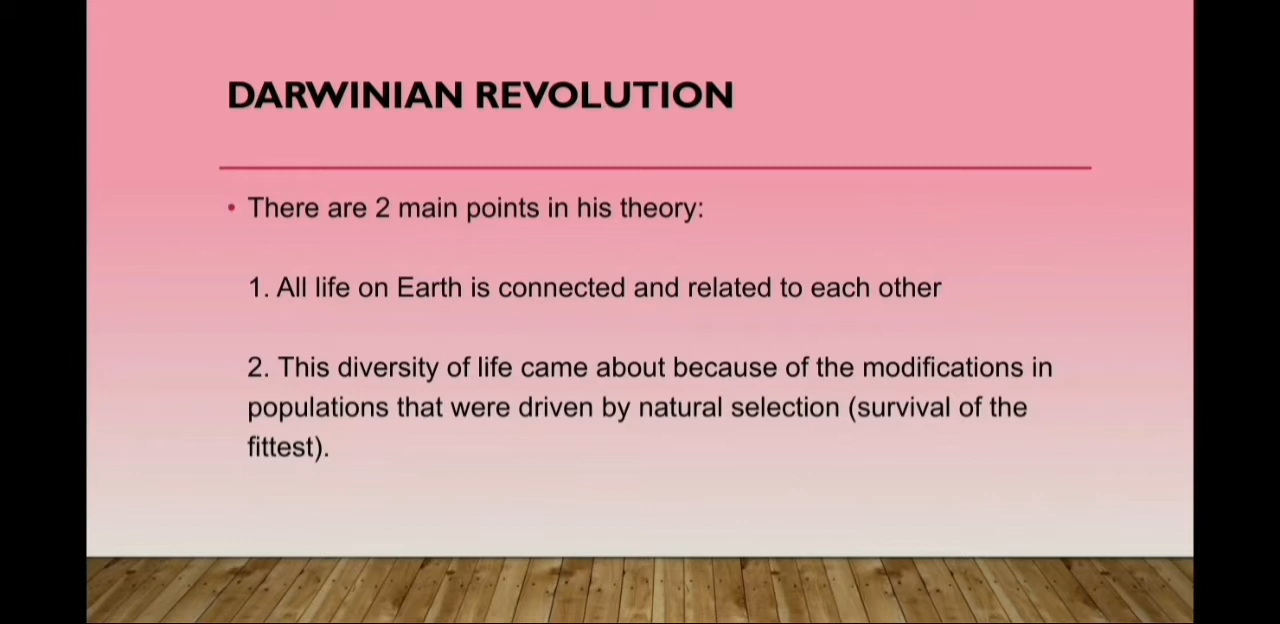 DARWINIAN REVOLUTION
• There are 2 main points in his theory:
1. All life on Earth is connected and related to each other
2. This diversity of life came about because of the modifications in
populations that were driven by natural selection (survival of the
fittest).